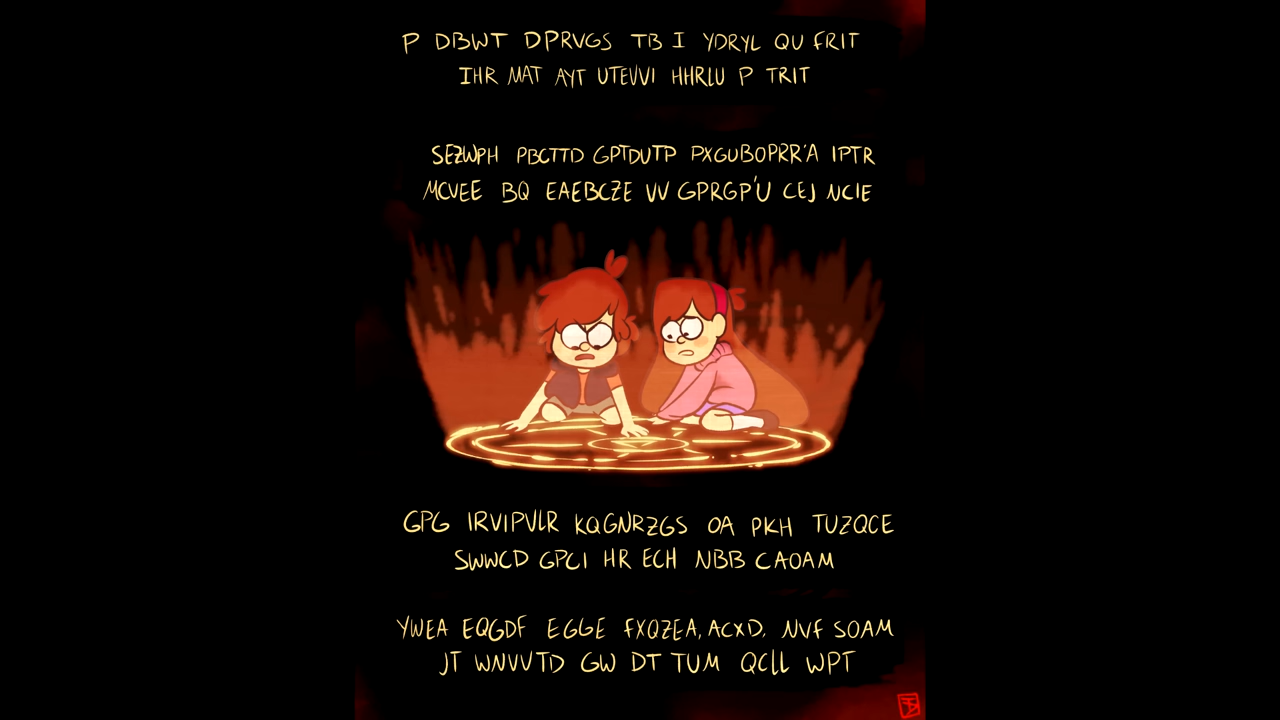 P DBWT DPRVGS TB I YDRYL QU FRIT
IHR MAT AYT UTEVVI HHRLU P TRIT
SEZWPH PBCTTD GPTDUTP PXGUBOPRR'A IPTR
MCVEE BQ EAEBCZE VV GPRGP'U CEJ NCIE
GPG IRVIPVLR KQGNRZGS OA PKH TUZQCE
SWWCD GPCI HR ECH NBB CAOAM
YWEA EQGDF EGGE FXQZEA, ACXD, NVF SOAM
JT WNVVTD GW DT TUM QCLL WPT